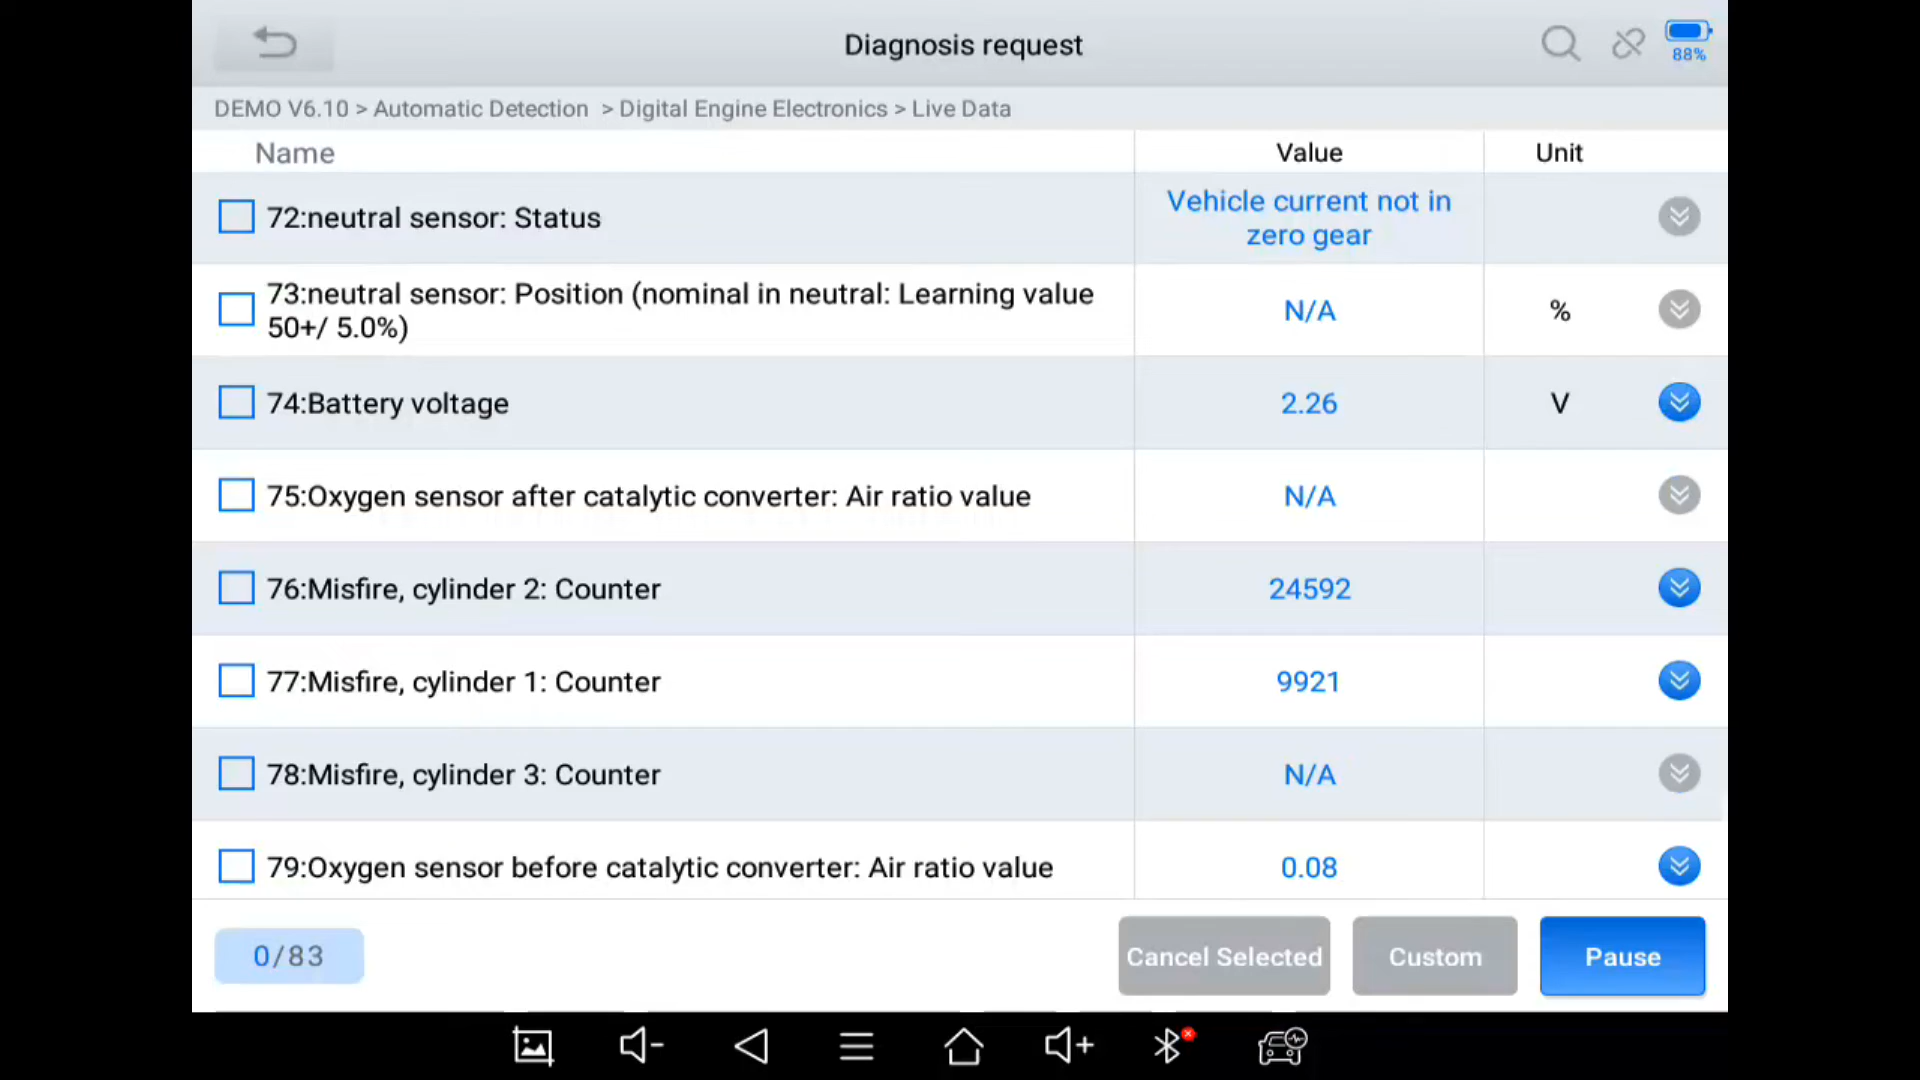 Diagnosis request
88%
DEMO V6.10 > Automatic Detection > Digital Engine Electronics > Live Data
Name Value Unit
72:neutral sensor: Status Vehicle current not in
zero gear
73:neutral sensor: Position (nominal in neutral: Learning value
50+/ 5.0%) N/A %
74:Battery voltage 2.26 V
75:Oxygen sensor after catalytic converter: Air ratio value N/A
76:Misfire, cylinder 2: Counter 24592
77:Misfire, cylinder 1: Counter 9921
78:Misfire, cylinder 3: Counter N/A
79:Oxygen sensor before catalytic converter: Air ratio value 0.08
0/83 Cancel Selected Custom Pause